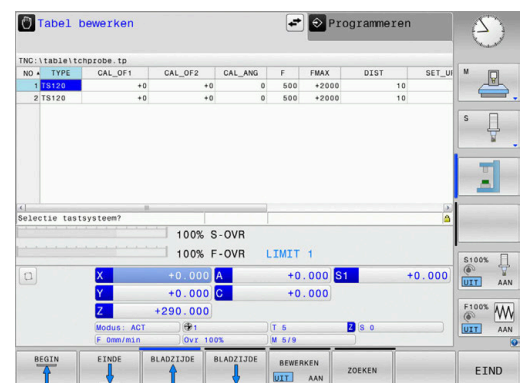 Tabel bewerken
Programmeren
TNC:\table\tchprobe.tp
NO TYPE CAL_OF1 CAL_OF2 CAL_ANG F FMAX DIST SET_UP
1 TS120 +0 +0 0 500 +2000 10
2 TS120 +0 +0 0 500 +2000 10
Selectie tastsysteem?
100% S-OVR
100% F-OVR LIMIT 1
X +0.000 A +0.000 S1 +0.000
Y +0.000 C +0.000
Z +290.000
Modus: ACT 1 T 5 Z S 0
F 0mm/min Ovr 100% M 5/9
M
S
S100%
UIT AAN
F100%
UIT AAN
BEGIN
EINDE
BLADZIJDE
BLADZIJDE
BEWERKEN
UIT AAN
ZOEKEN
EIND